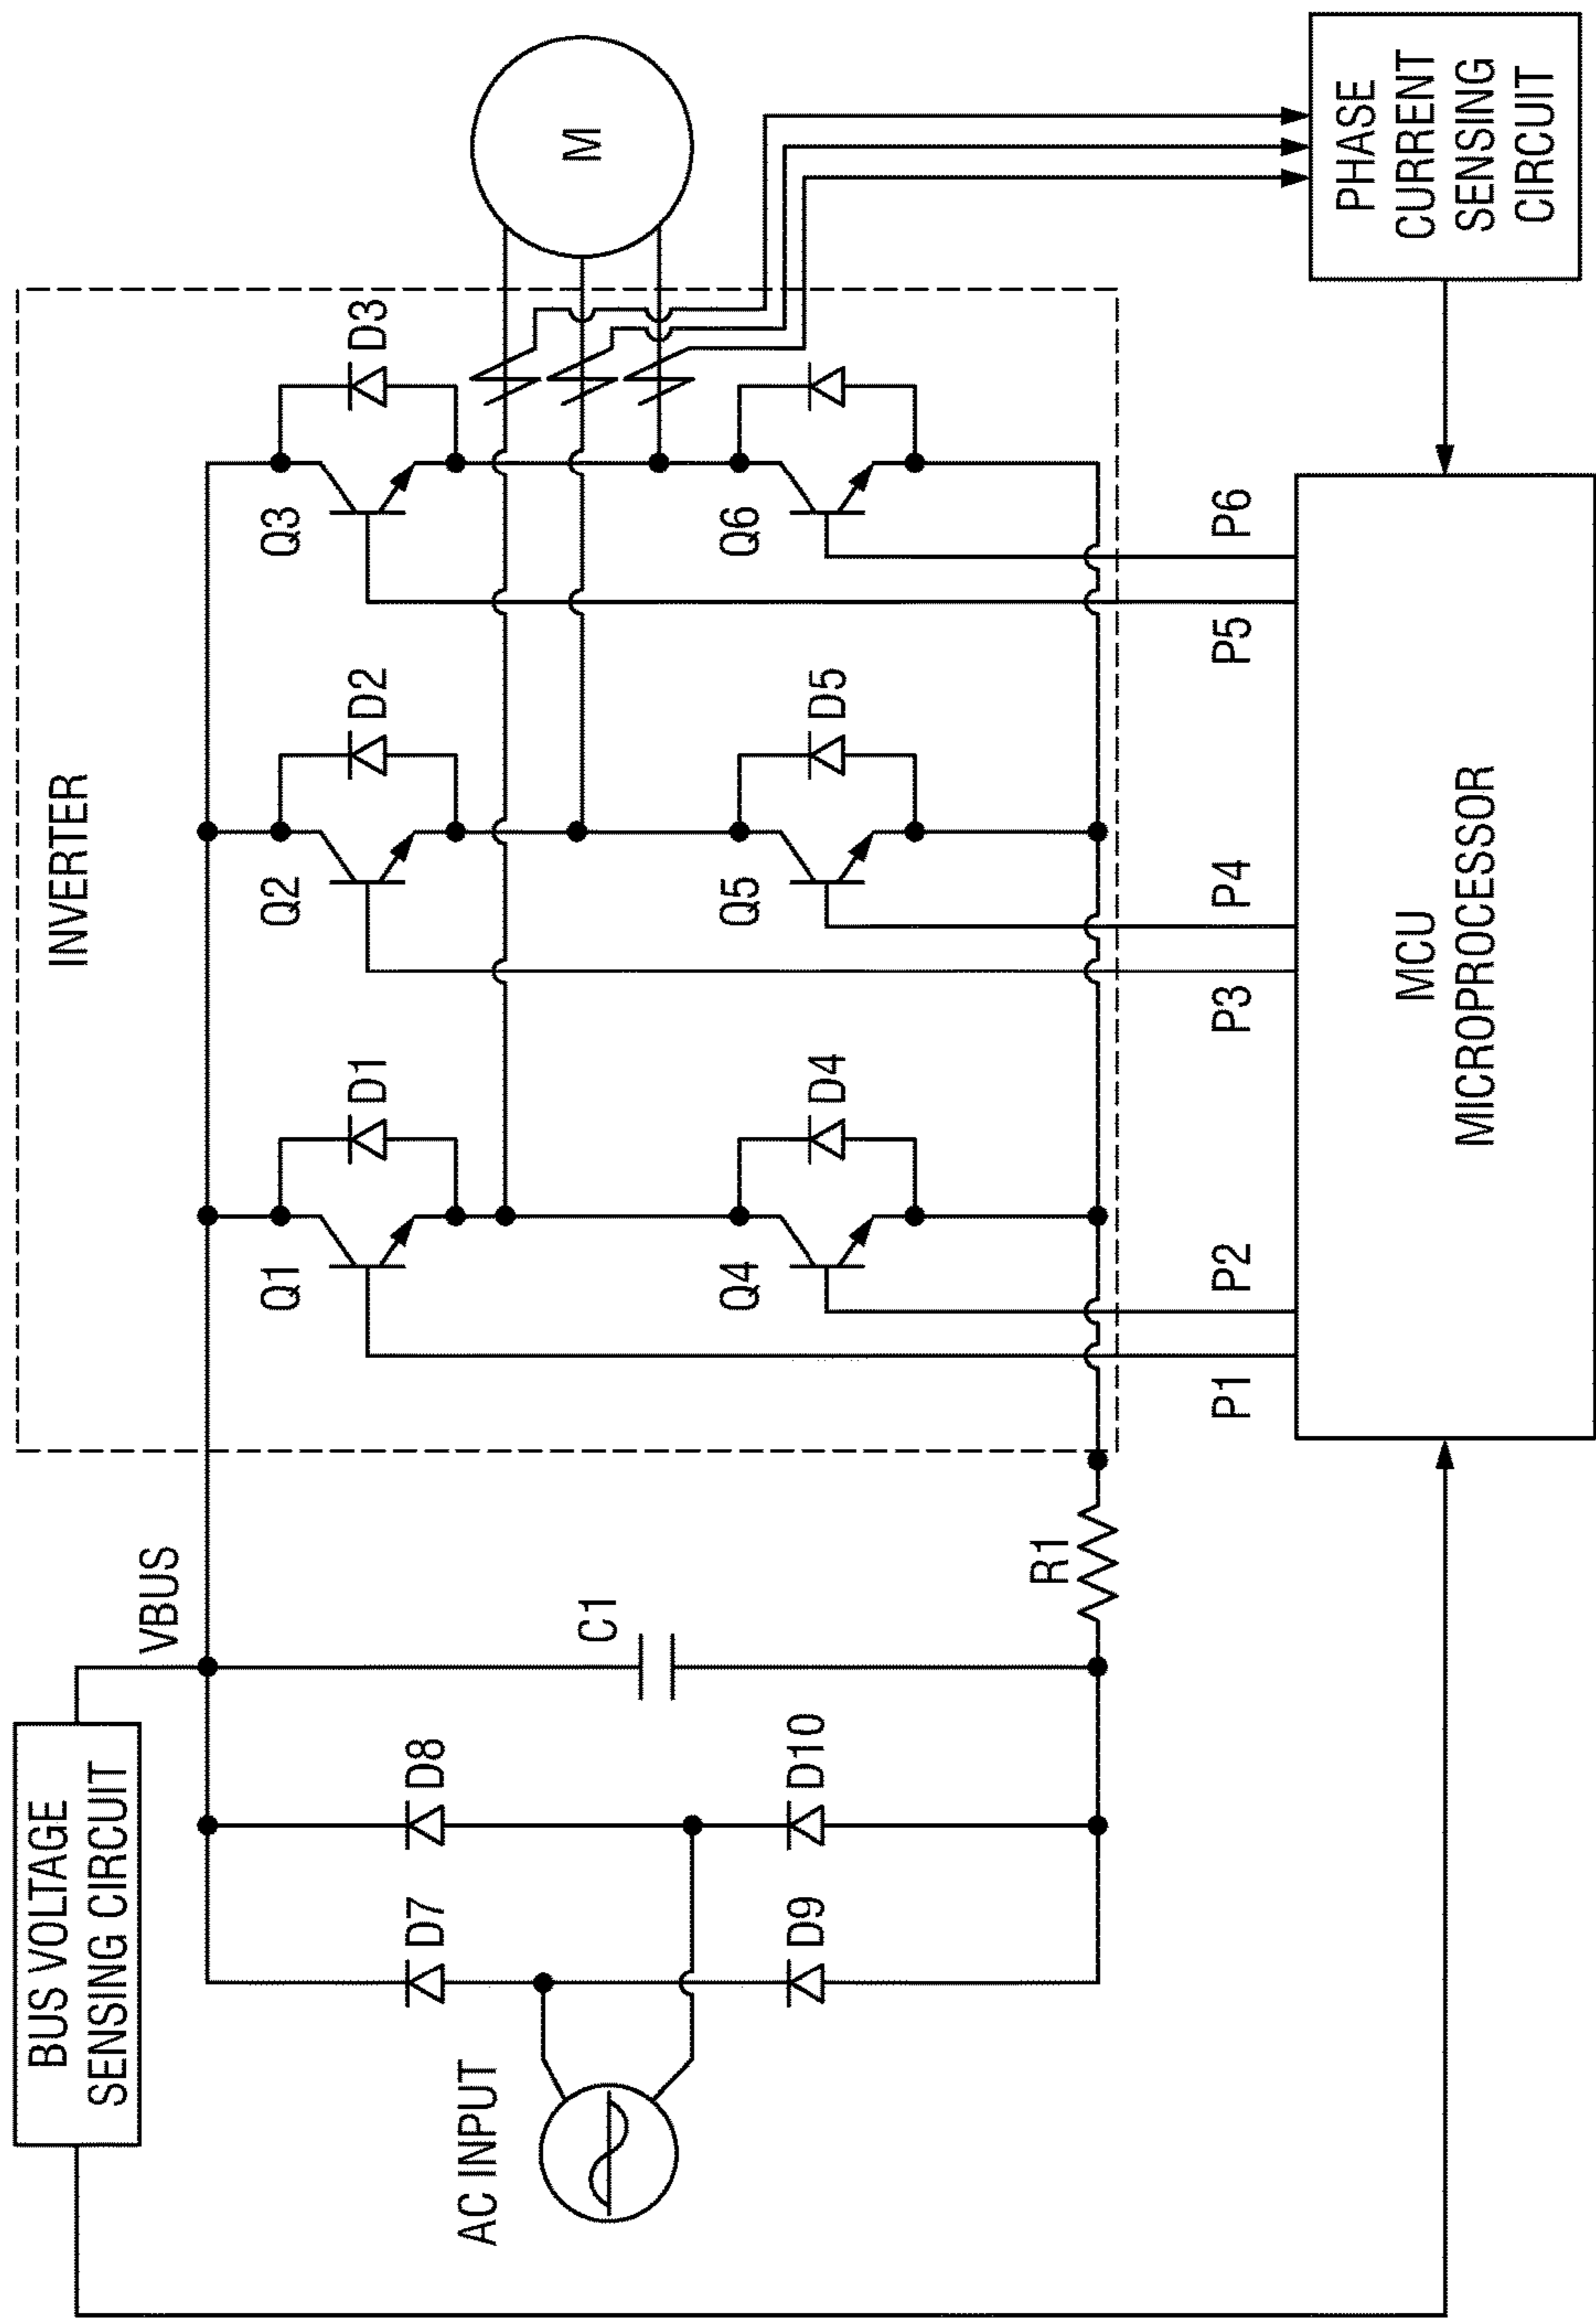 BUS VOLTAGE
SENSING CIRCUIT
VBUS
INVERTER
AC INPUT
D7
D8
D9
D10
C1
R1
Q1
D1
Q2
D2
Q3
D3
Q4
D4
Q5
D5
Q6
M
P1
P2
P3
P4
P5
P6
MCU
MICROPROCESSOR
PHASE
CURRENT
SENSING
CIRCUIT